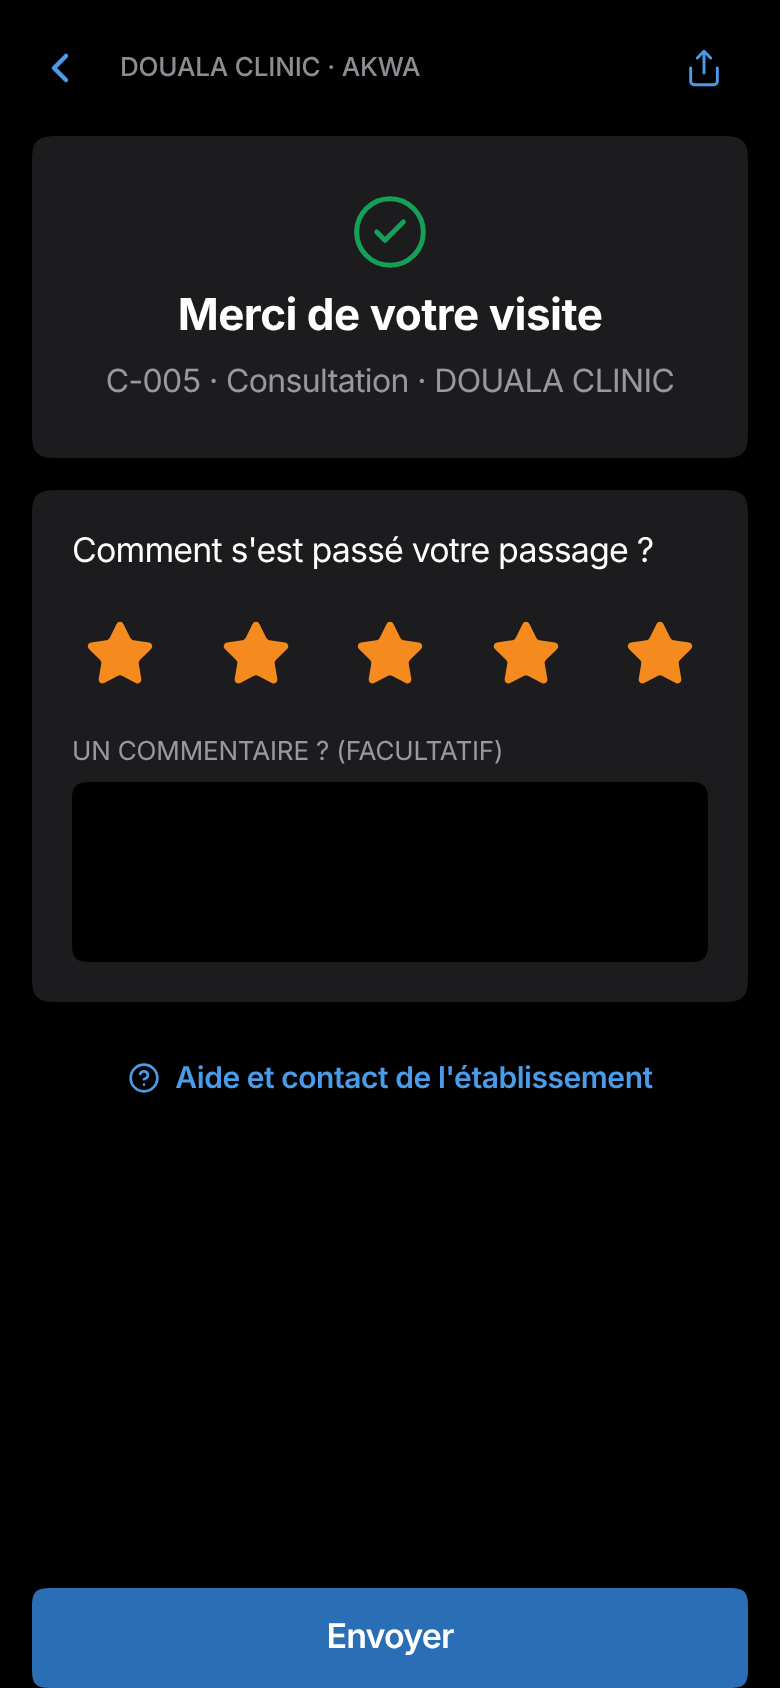 DOUALA CLINIC · AKWA
Merci de votre visite
C-005 · Consultation · DOUALA CLINIC
Comment s'est passé votre passage ?
UN COMMENTAIRE ? (FACULTATIF)
Aide et contact de l'établissement
Envoyer